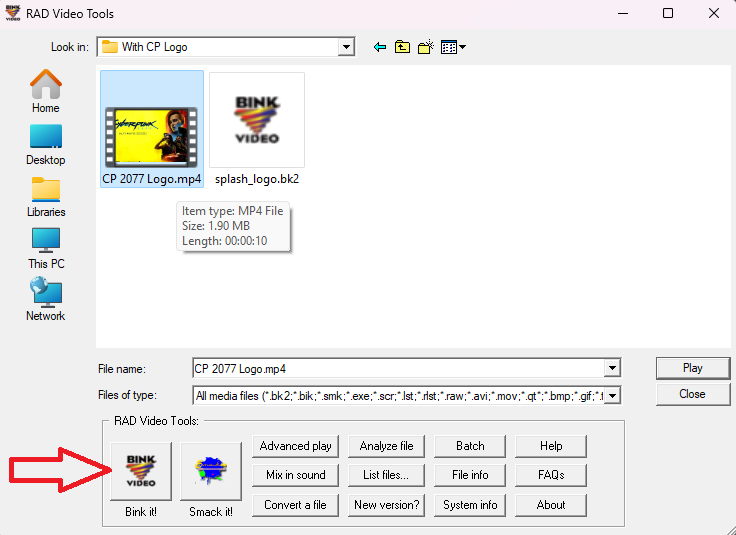 RAD Video Tools
Look in:
With CP Logo
Home
Desktop
Libraries
This PC
Network
BINK
VIDEO
CP 2077 Logo.mp4
splash_logo.bk2
Item type: MP4 File
Size: 1.90 MB
Length: 00:00:10
File name:
CP 2077 Logo.mp4
Play
Files of type:
All media files (*.bk2;*.bik;*.smk;*.exe;*.scr;*.lst;*.rlst;*.raw;*.avi;*.mov;*.qt*;*.bmp;*.gif;*.
Close
RAD Video Tools:
BINK
VIDEO
Bink it!
Smack it!
Advanced play
Analyze file
Batch
Help
Mix in sound
List files...
File info
FAQs
Convert a file
New version?
System info
About